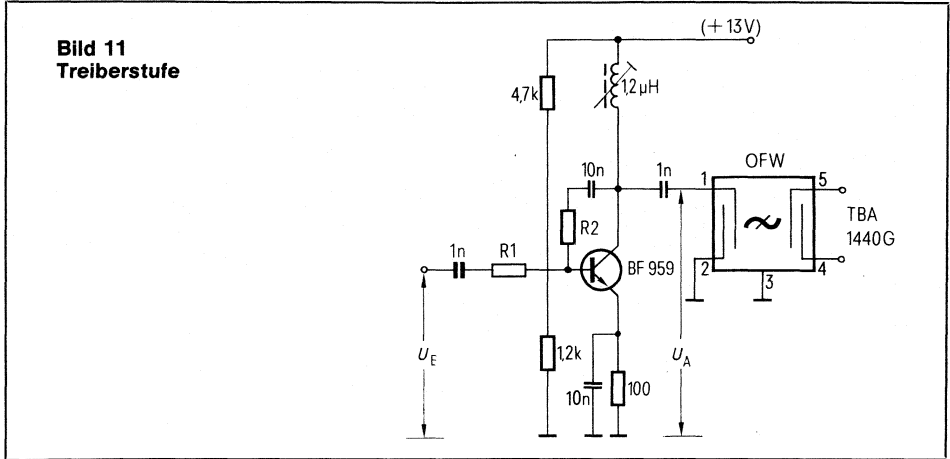 Bild 11
Treiberstufe
(+13V)
4,7k
1,2µH
10n
1n
OFW
1
5
R2
TBA
1440G
1n
R1
BF 959
2
3
4
U_E
1,2k
10n
100
U_A